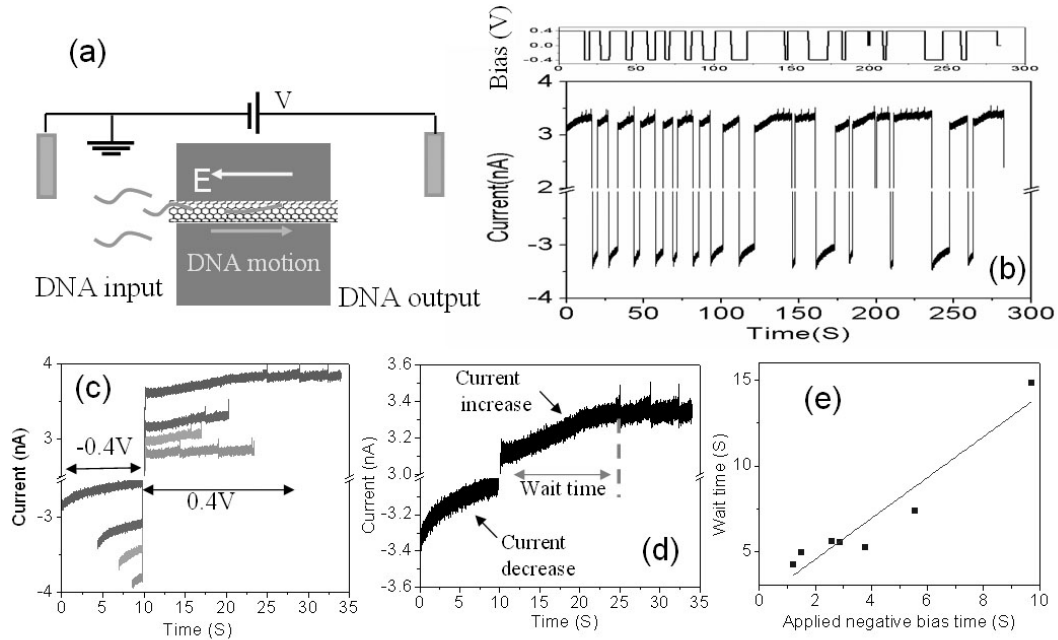 (a)
V
E
DNA motion
DNA input
DNA output
Bias (V)
0.4
0.0
-0.4
0 50 100 150 200 250 300
Current(nA)
4
3
2
-3
-4
0 50 100 150 200 250 300
Time(S)
(b)
(c)
Current (nA)
4
3
-3
-4
-0.4V
0.4V
0 5 10 15 20 25 30 35
Time (S)
Current (nA)
3.6
3.4
3.2
3.0
-3.0
-3.2
-3.4
-3.6
Current
increase
Wait time
Current
decrease
(d)
0 5 10 15 20 25 30 35
Time (S)
(e)
Wait time (S)
15
10
5
0 2 4 6 8 10
Applied negative bias time (S)